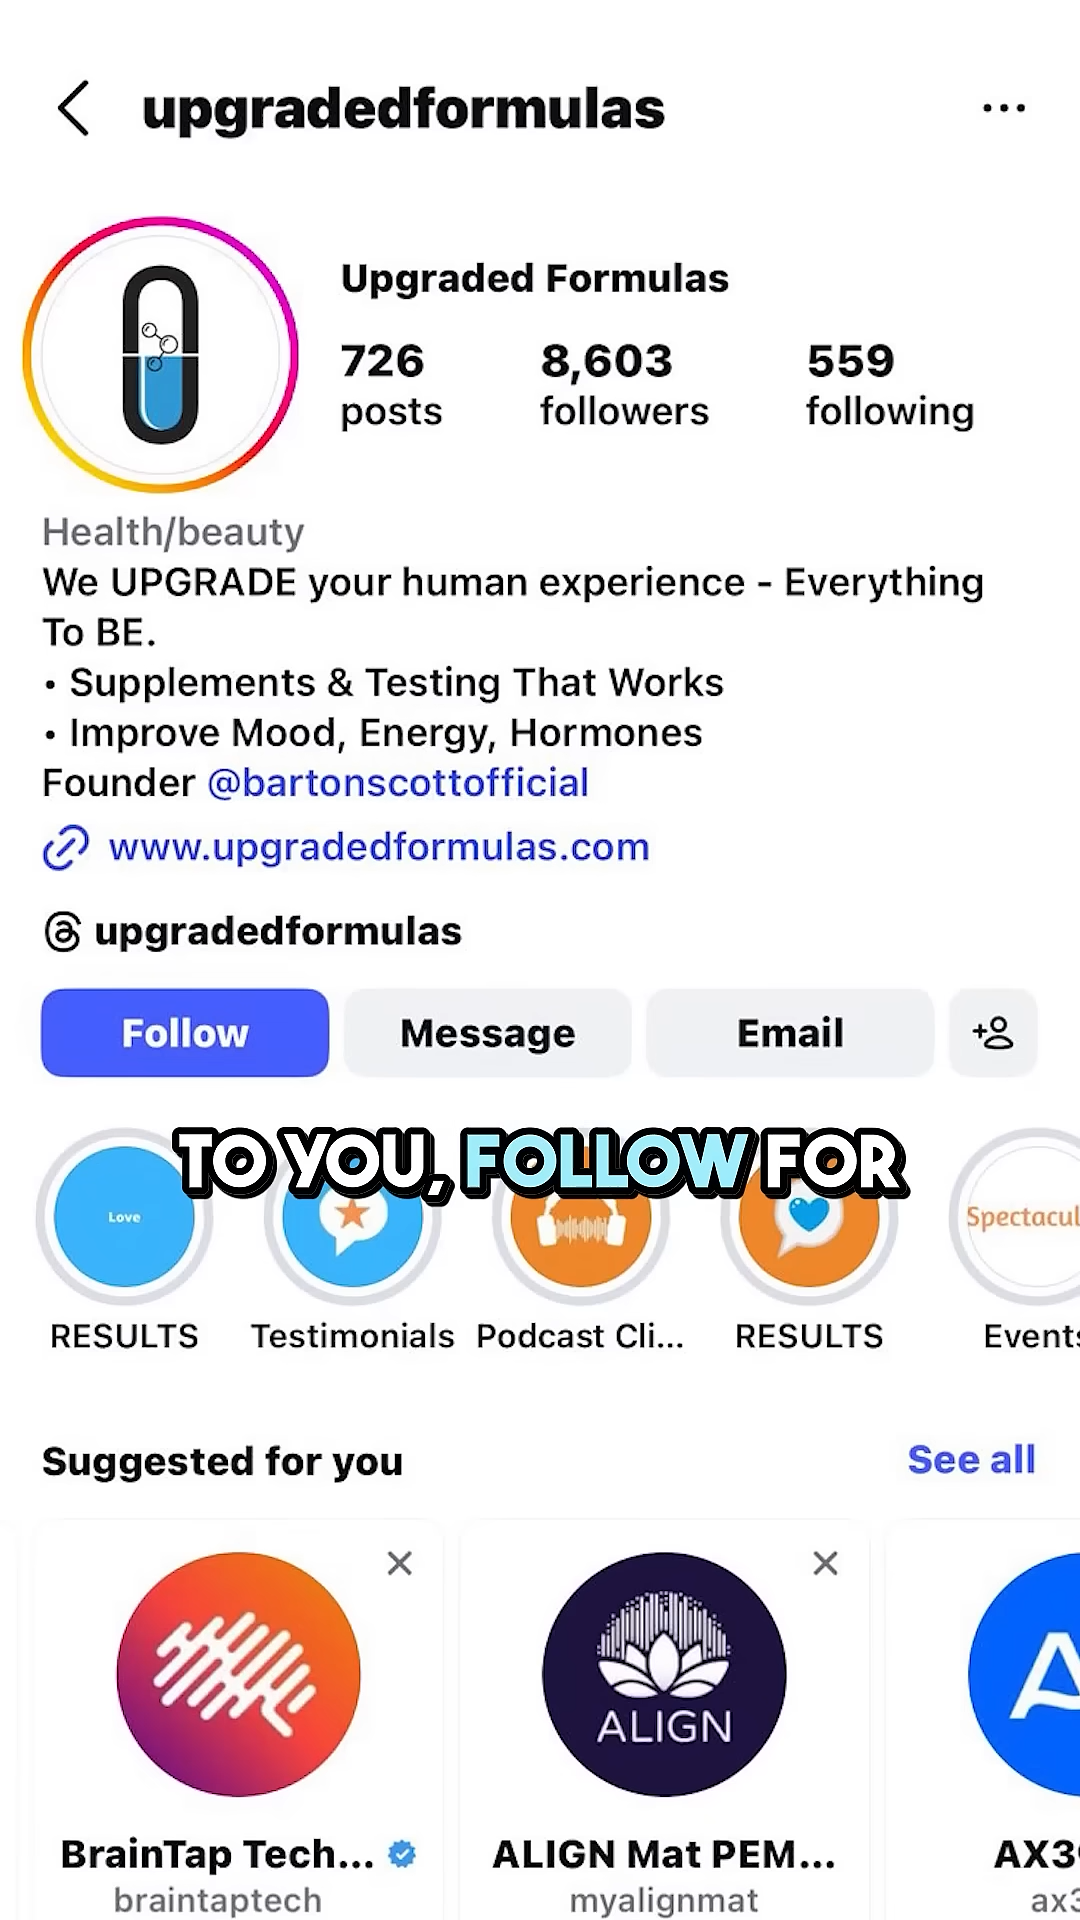 upgradedformulas
Upgraded Formulas
726 8,603 559
posts followers following
Health/beauty
We UPGRADE your human experience - Everything
To BE.
• Supplements & Testing That Works
• Improve Mood, Energy, Hormones
Founder @bartonscottofficial
www.upgradedformulas.com
upgradedformulas
Follow Message Email
TO YOU, FOLLOW FOR
Love Spectacul
RESULTS Testimonials Podcast Cli... RESULTS Events
Suggested for you See all
ALIGN A
BrainTap Tech... ALIGN Mat PEM... AX3
braintaptech myalignmat ax3